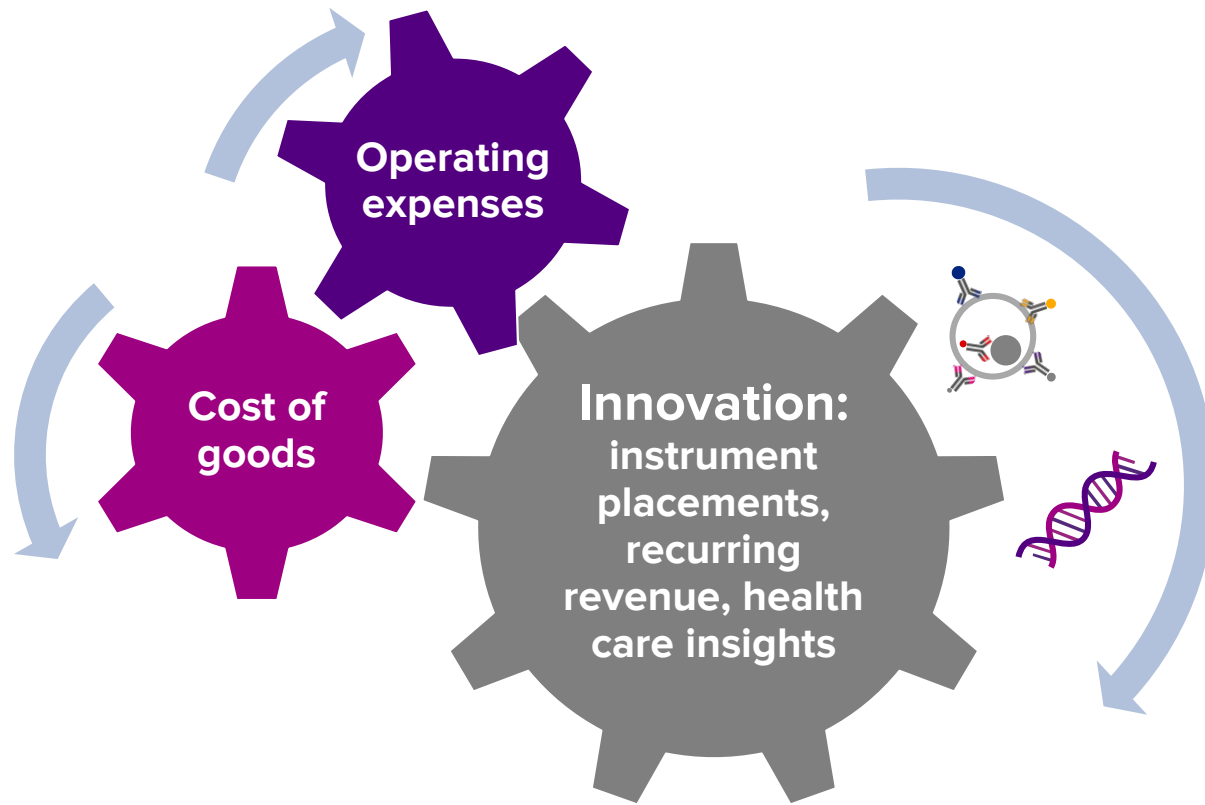 Operating
expenses
Cost of
goods
Innovation:
instrument
placements,
recurring
revenue, health
care insights